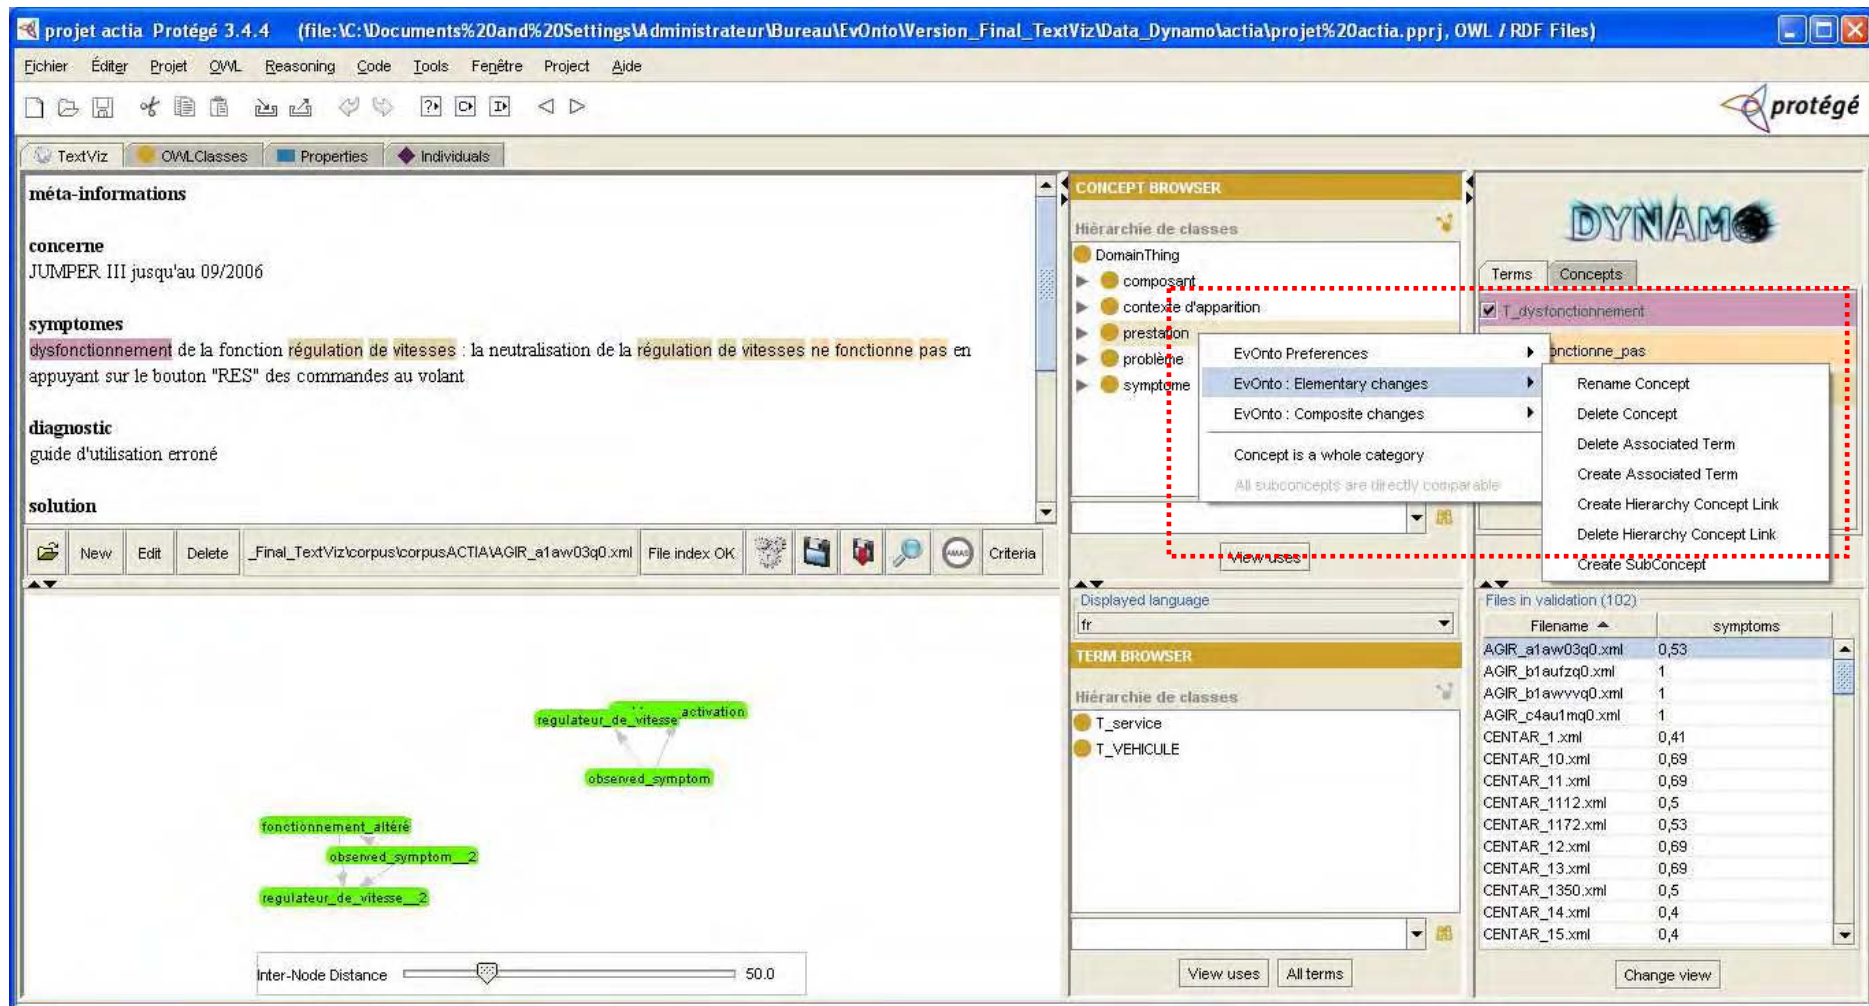 projet actia Protégé 3.4.4 (file:\C:\Documents%20and%20Settings\Administrateur\Bureau\EvOnto\Version_Final_TextViz\Data_Dynamo\actia\projet%20actia.pprj, OWL / RDF Files)
Fichier Éditer Projet OWL Reasoning Code Tools Fenêtre Project Aide
protégé
TextViz OWLClasses Properties Individuals
méta-informations
concerne
JUMPER III jusqu'au 09/2006
symptomes
dysfonctionnement de la fonction régulation de vitesses : la neutralisation de la régulation de vitesses ne fonctionne pas en
appuyant sur le bouton "RES" des commandes au volant
diagnostic
guide d'utilisation erroné
solution
New Edit Delete _Final_TextViz\corpus\corpusACTIA\AGIR_a1aw03q0.xml File index OK AMAS Criteria
activation
regulateur_de_vitesse
observed_symptom
fonctionnement_altéré
observed_symptom__2
regulateur_de_vitesse__2
Inter-Node Distance 50.0
CONCEPT BROWSER
Hiérarchie de classes
DomainThing
composant
contexte d'apparition
prestation
problème
symptome
EvOnto Preferences
EvOnto : Elementary changes
EvOnto : Composite changes
Concept is a whole category
All subconcepts are directly comparable
Rename Concept
Delete Concept
Delete Associated Term
Create Associated Term
Create Hierarchy Concept Link
Delete Hierarchy Concept Link
Create SubConcept
View uses
Displayed language
fr
TERM BROWSER
Hiérarchie de classes
T_service
T_VEHICULE
View uses All terms
DYNAMO
Terms Concepts
T_dysfonctionnement
onctionne_pas
Files in validation (102)
Filename symptoms
AGIR_a1aw03q0.xml 0,53
AGIR_b1aufzq0.xml 1
AGIR_b1awvvq0.xml 1
AGIR_c4au1mq0.xml 1
CENTAR_1.xml 0,41
CENTAR_10.xml 0,69
CENTAR_11.xml 0,69
CENTAR_1112.xml 0,5
CENTAR_1172.xml 0,53
CENTAR_12.xml 0,69
CENTAR_13.xml 0,69
CENTAR_1350.xml 0,5
CENTAR_14.xml 0,4
CENTAR_15.xml 0,4
Change view